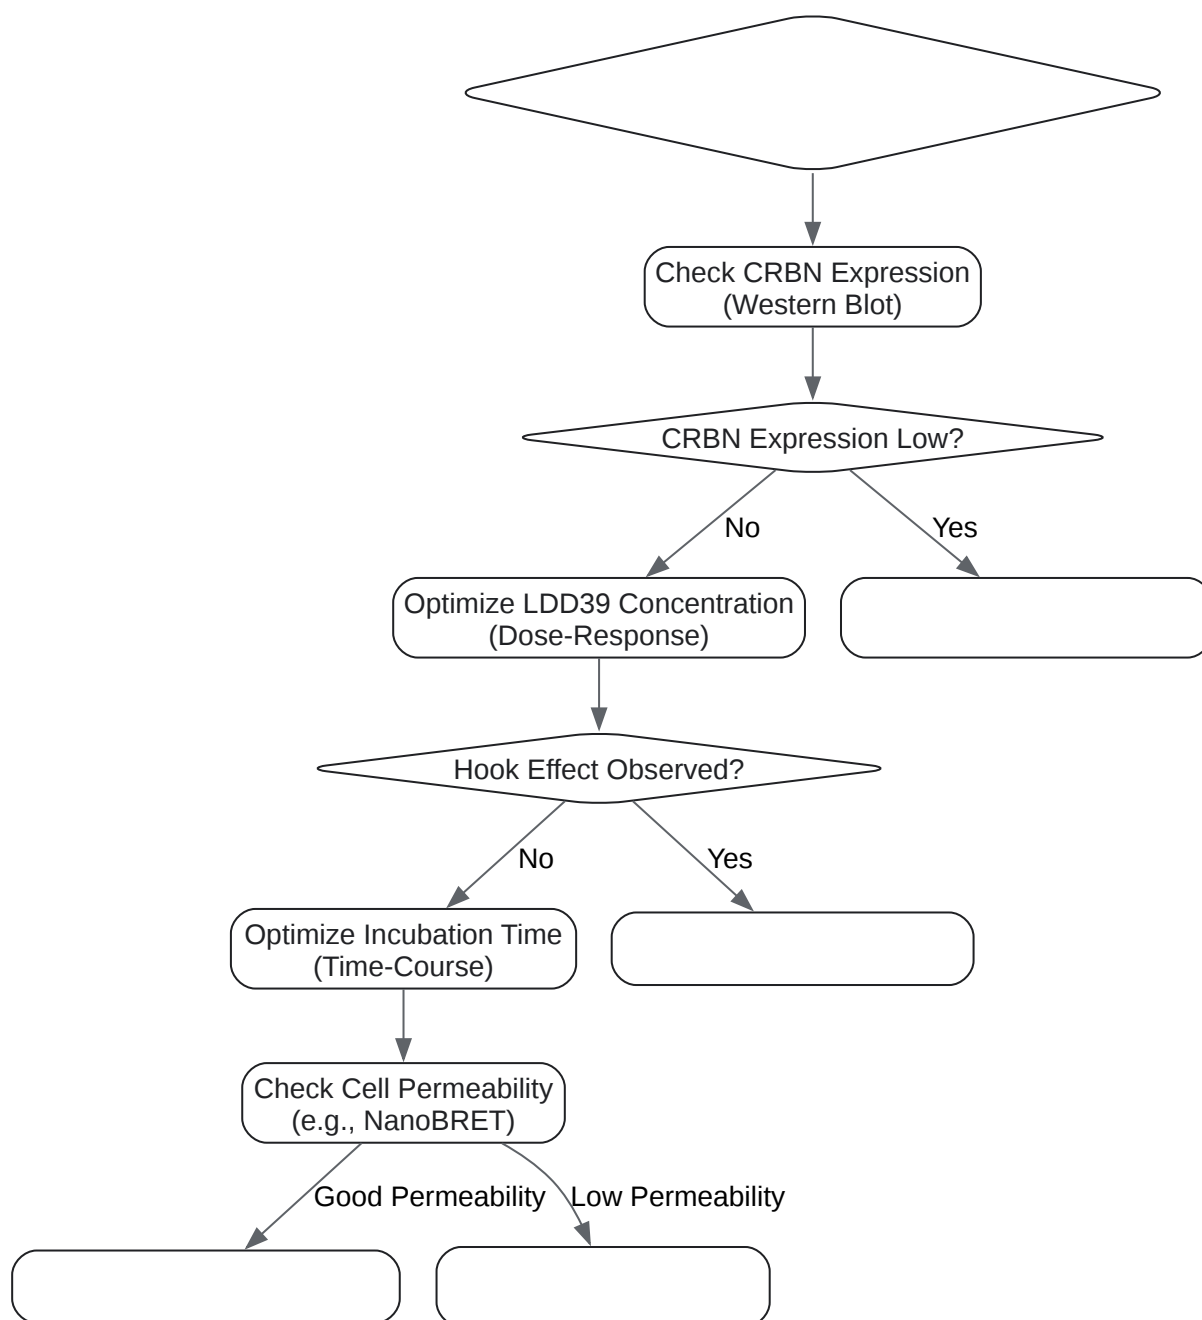 Check CRBN Expression
(Western Blot)
CRBN Expression Low?
No
Yes
Optimize LDD39 Concentration
(Dose-Response)
Hook Effect Observed?
No
Yes
Optimize Incubation Time
(Time-Course)
Check Cell Permeability
(e.g., NanoBRET)
Good Permeability
Low Permeability